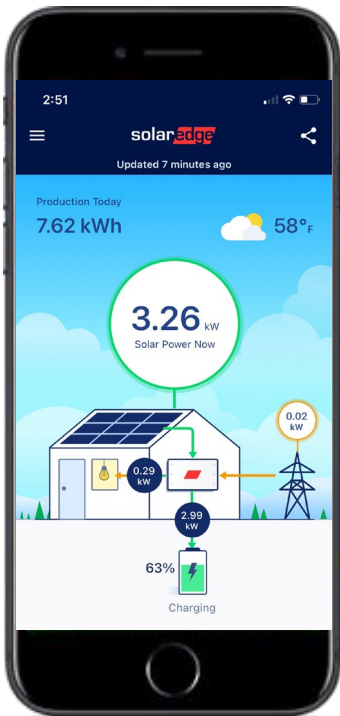 2:51
solaredge
Updated 7 minutes ago
Production Today
7.62 kWh
58°F
3.26 kW
Solar Power Now
0.02
kW
0.29
kW
2.99
kW
63%
Charging